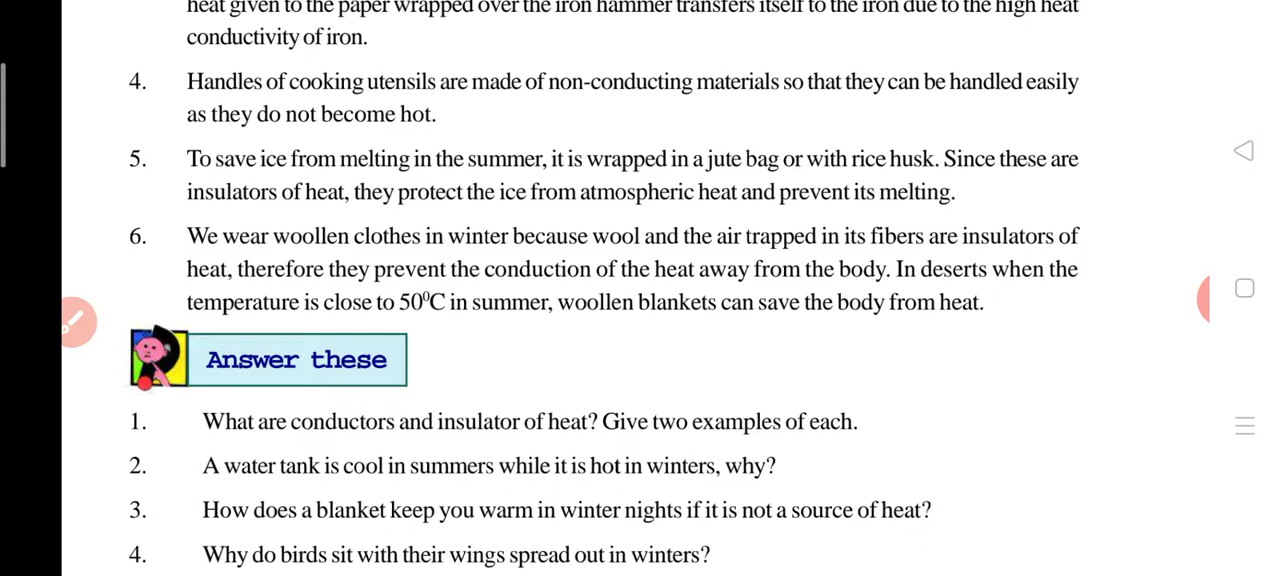 heat given to the paper wrapped over the iron hammer transfers itself to the iron due to the high heat
conductivity of iron.
4. Handles of cooking utensils are made of non-conducting materials so that they can be handled easily
as they do not become hot.
5. To save ice from melting in the summer, it is wrapped in a jute bag or with rice husk. Since these are
insulators of heat, they protect the ice from atmospheric heat and prevent its melting.
6. We wear woollen clothes in winter because wool and the air trapped in its fibers are insulators of
heat, therefore they prevent the conduction of the heat away from the body. In deserts when the
temperature is close to 50⁰C in summer, woollen blankets can save the body from heat.
Answer these
1. What are conductors and insulator of heat? Give two examples of each.
2. A water tank is cool in summers while it is hot in winters, why?
3. How does a blanket keep you warm in winter nights if it is not a source of heat?
4. Why do birds sit with their wings spread out in winters?